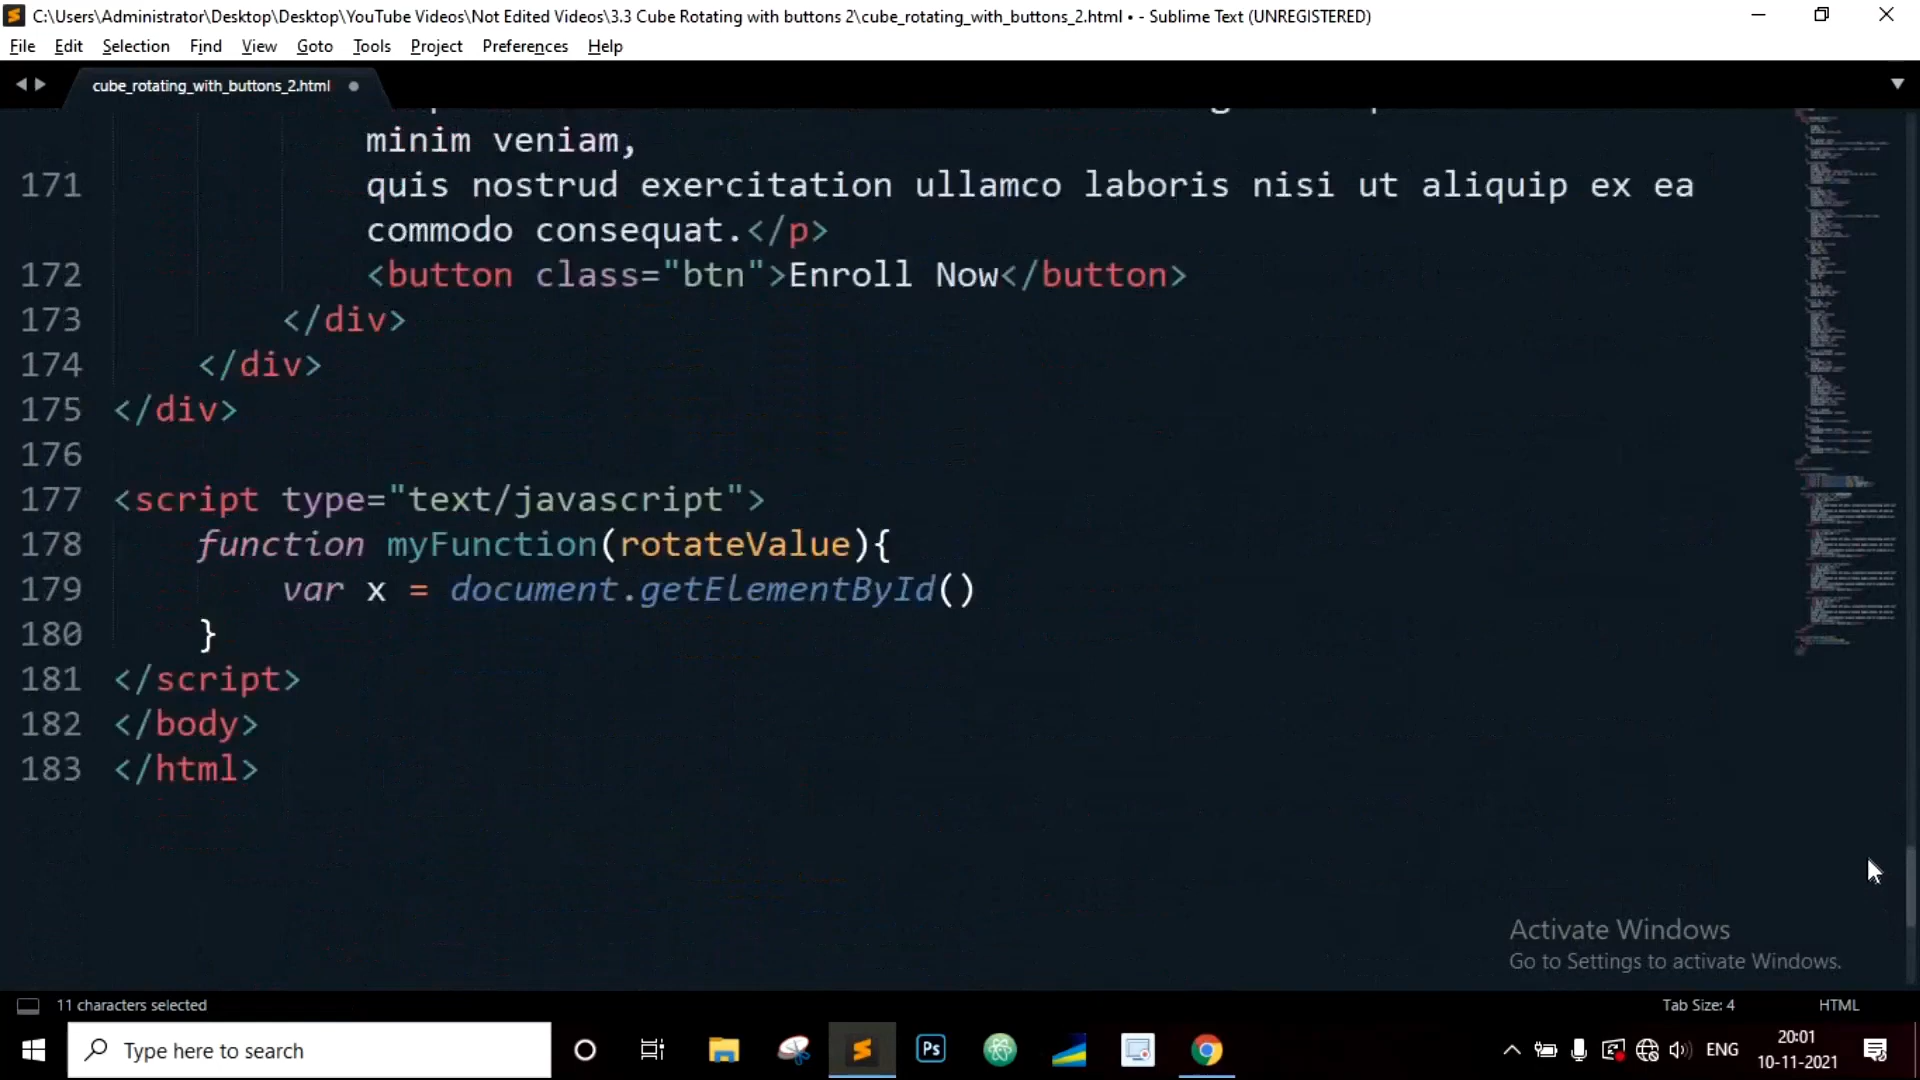 C:\Users\Administrator\Desktop\Desktop\YouTube Videos\Not Edited Videos\3.3 Cube Rotating with buttons 2\cube_rotating_with_buttons_2.html • - Sublime Text (UNREGISTERED)
File Edit Selection Find View Goto Tools Project Preferences Help
cube_rotating_with_buttons_2.html
minim veniam,
171 quis nostrud exercitation ullamco laboris nisi ut aliquip ex ea
commodo consequat.</p>
172 <button class="btn">Enroll Now</button>
173 </div>
174 </div>
175 </div>
176
177 <script type="text/javascript">
178 function myFunction(rotateValue){
179 var x = document.getElementById()
180 }
181 </script>
182 </body>
183 </html>
Activate Windows
Go to Settings to activate Windows.
11 characters selected Tab Size: 4 HTML
Type here to search Ps ENG 20:01
10-11-2021